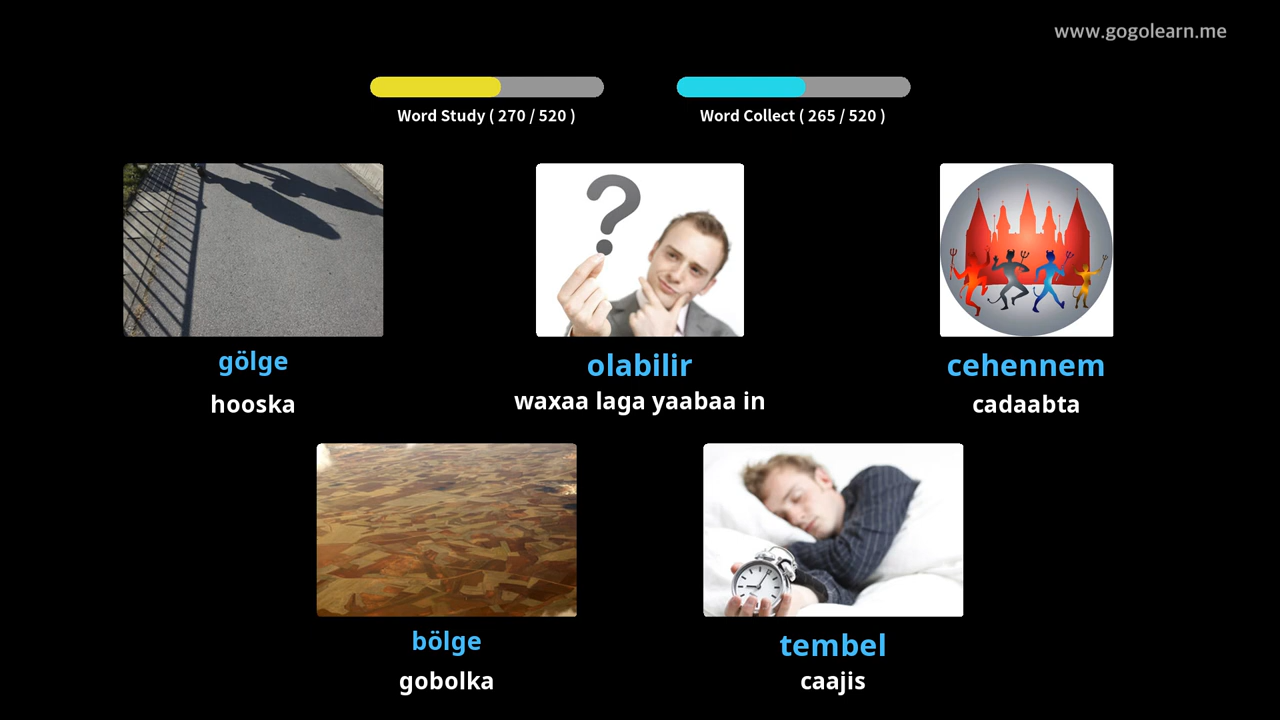 www.gogolearn.me
Word Study ( 270 / 520 )
Word Collect ( 265 / 520 )
gölge
hooska
olabilir
waxaa laga yaabaa in
cehennem
cadaabta
bölge
gobolka
tembel
caajis